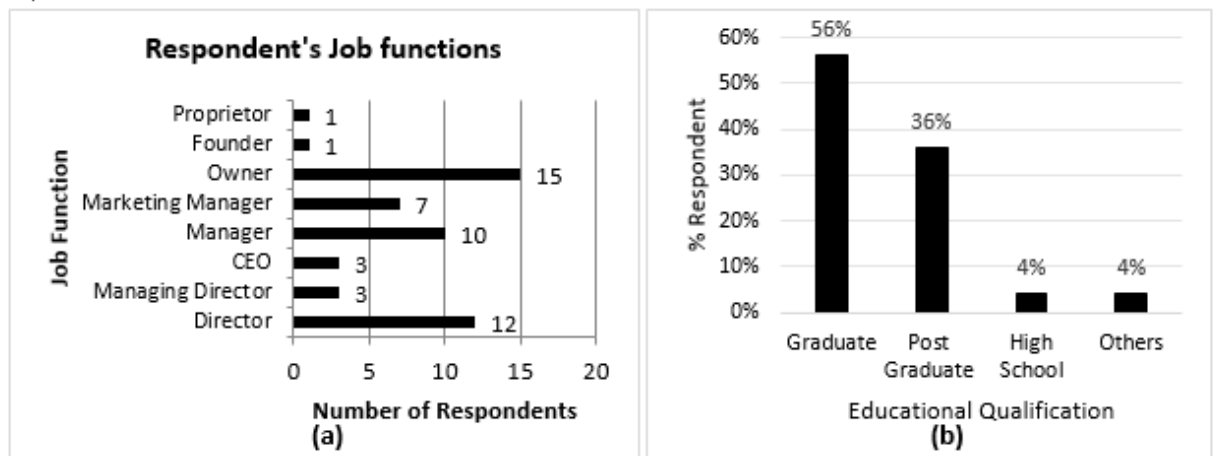 Respondent's Job functions
Job Function
Proprietor 1
Founder 1
Owner 15
Marketing Manager 7
Manager 10
CEO 3
Managing Director 3
Director 12
0 5 10 15 20
Number of Respondents
(a)
% Respondent
60%
50%
40%
30%
20%
10%
0%
56%
36%
4%
4%
Graduate
Post
Graduate
High
School
Others
Educational Qualification
(b)